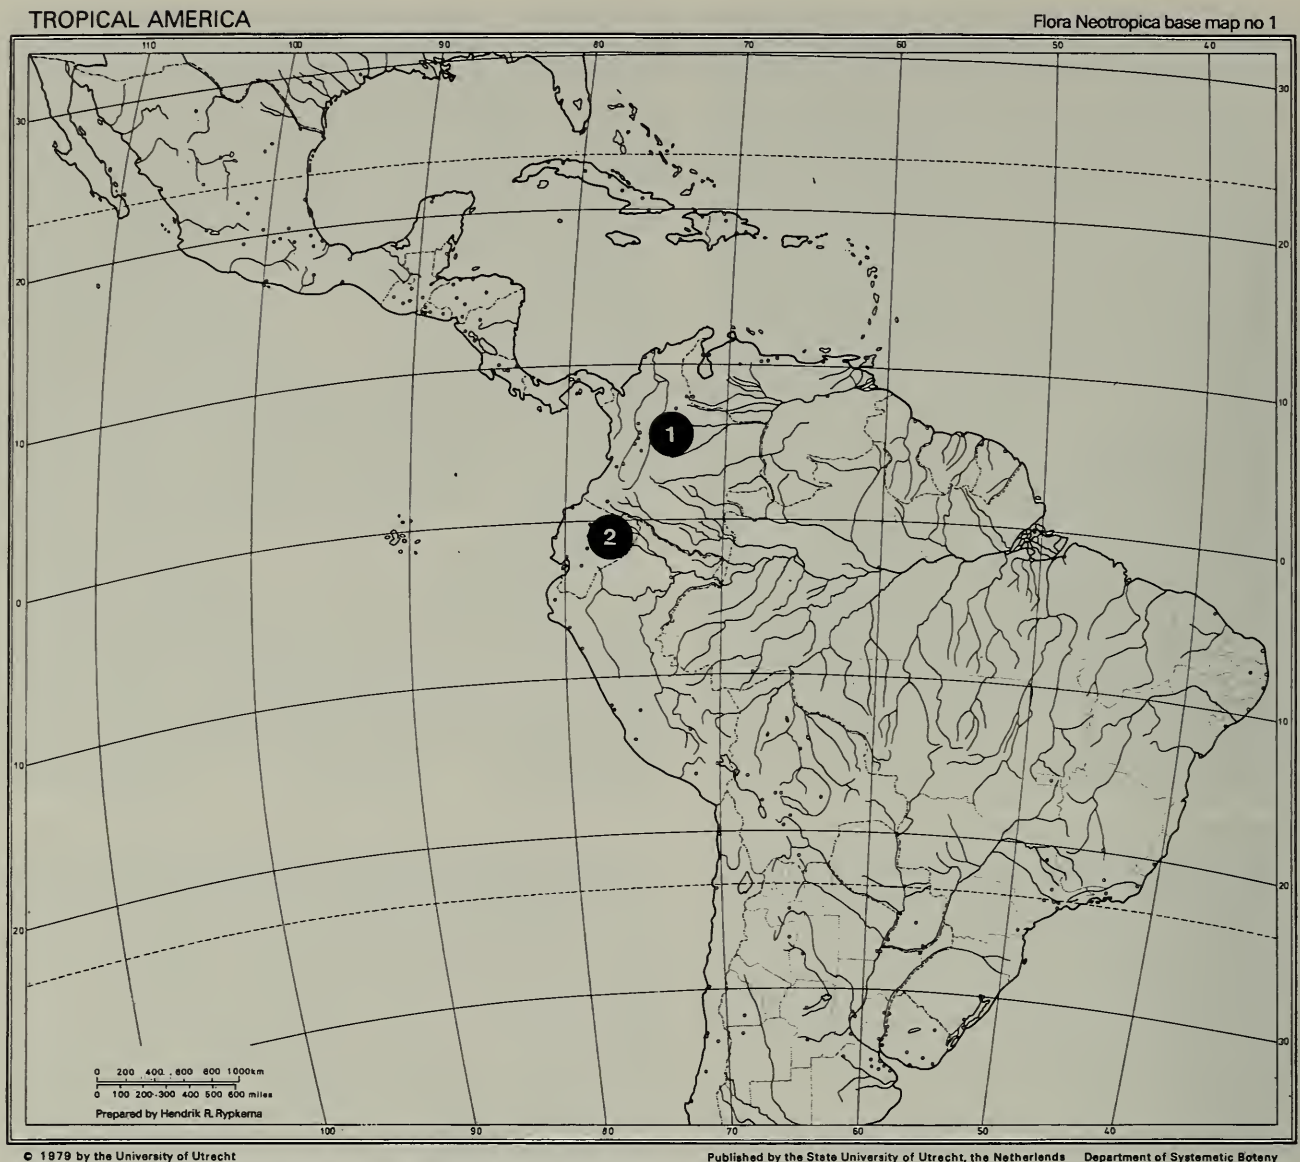 TROPICAL AMERICA
Flora Neotropica base map no 1
110 100 90 80 70 60 50 40
30 30
20 20
10 10
1
2
0 0
10 10
20 20
30
0 200 400 600 800 1000km
0 100 200 300 400 500 600 miles
Prepared by Hendrik R. Rypkema
100 90 80 70 60 50 40
© 1979 by the University of Utrecht
Published by the State University of Utrecht, the Netherlands Department of Systematic Boteny